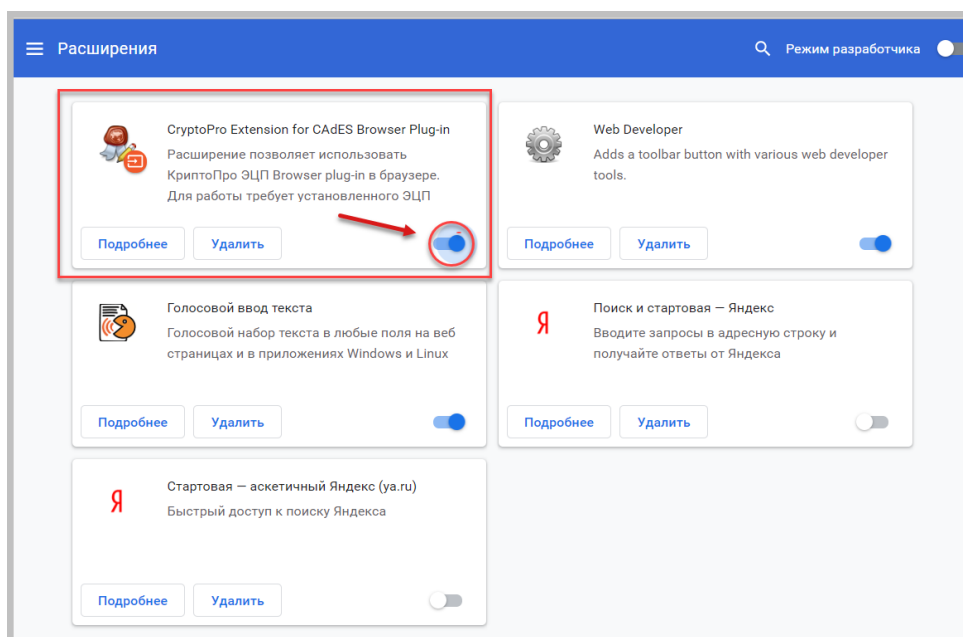 Расширения
Режим разработчика
CryptoPro Extension for CAdES Browser Plug-in
Расширение позволяет использовать
КриптоПро ЭЦП Browser plug-in в браузере.
Для работы требует установленного ЭЦП
Подробнее
Удалить
Web Developer
Adds a toolbar button with various web developer
tools.
Подробнее
Удалить
Голосовой ввод текста
Голосовой набор текста в любые поля на веб
страницах и в приложениях Windows и Linux
Подробнее
Удалить
Я
Поиск и стартовая — Яндекс
Вводите запросы в адресную строку и
получайте ответы от Яндекса
Подробнее
Удалить
Я
Стартовая — аскетичный Яндекс (ya.ru)
Быстрый доступ к поиску Яндекса
Подробнее
Удалить